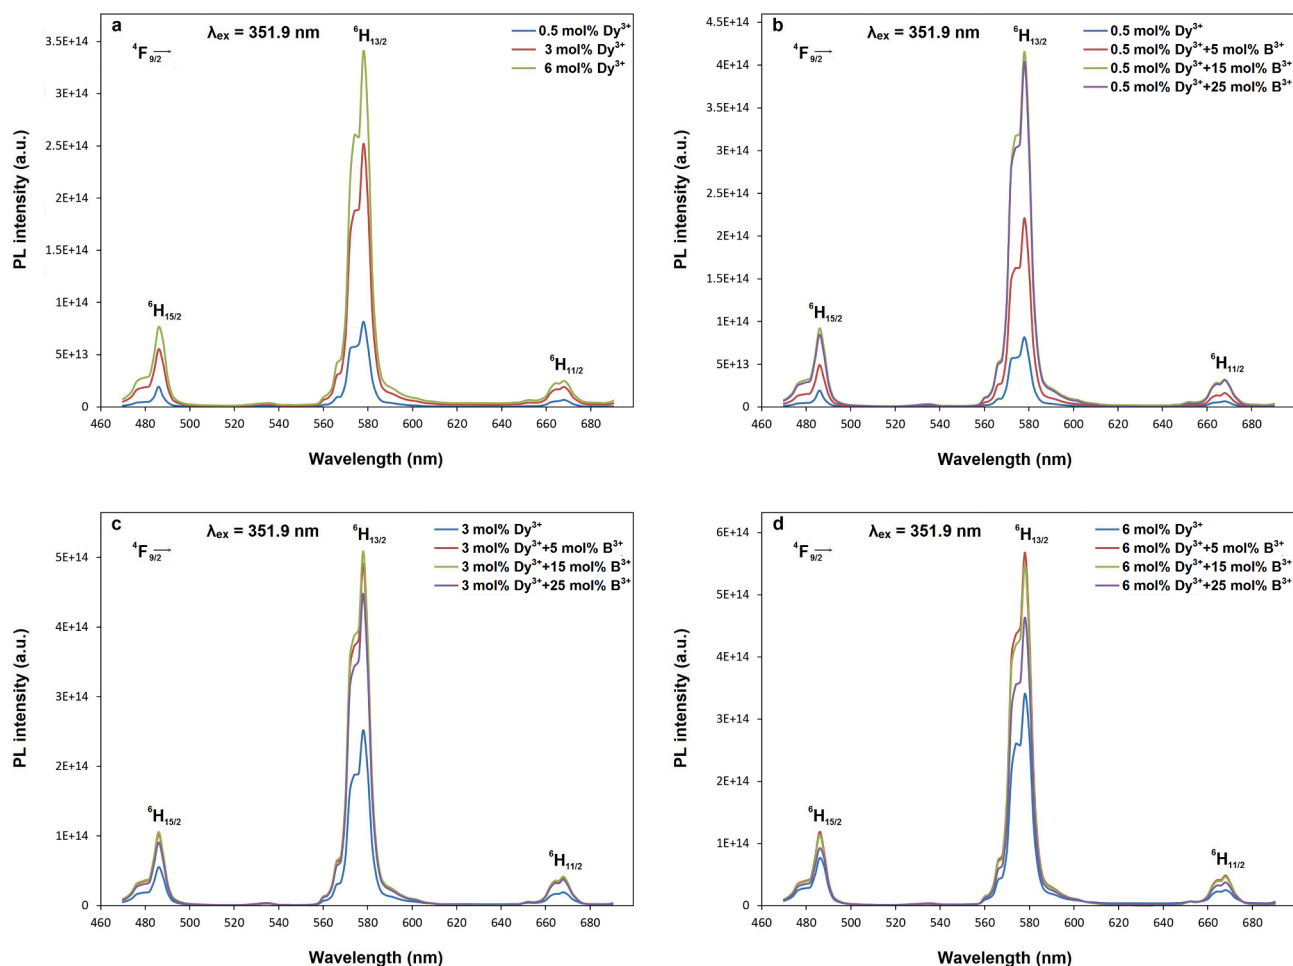 a
λex = 351.9 nm
⁴F9/2 →
⁶H13/2
0.5 mol% Dy³⁺
3 mol% Dy³⁺
6 mol% Dy³⁺
3.5E+14
3E+14
2.5E+14
2E+14
1.5E+14
1E+14
5E+13
0
⁶H15/2
⁶H11/2
PL intensity (a.u.)
460 480 500 520 540 560 580 600 620 640 660 680
Wavelength (nm)
b
λex = 351.9 nm
⁴F9/2 →
⁶H13/2
0.5 mol% Dy³⁺
0.5 mol% Dy³⁺+5 mol% B³⁺
0.5 mol% Dy³⁺+15 mol% B³⁺
0.5 mol% Dy³⁺+25 mol% B³⁺
4.5E+14
4E+14
4E+14
3E+14
3E+14
2E+14
2E+14
1E+14
5E+13
0
⁶H15/2
⁶H11/2
PL intensity (a.u.)
460 480 500 520 540 560 580 600 620 640 660 680
Wavelength (nm)
c
λex = 351.9 nm
⁴F9/2 →
⁶H13/2
3 mol% Dy³⁺
3 mol% Dy³⁺+5 mol% B³⁺
3 mol% Dy³⁺+15 mol% B³⁺
3 mol% Dy³⁺+25 mol% B³⁺
5E+14
4E+14
3E+14
2E+14
1E+14
0
⁶H15/2
⁶H11/2
PL intensity (a.u.)
460 480 500 520 540 560 580 600 620 640 660 680
Wavelength (nm)
d
λex = 351.9 nm
⁴F9/2 →
⁶H13/2
6 mol% Dy³⁺
6 mol% Dy³⁺+5 mol% B³⁺
6 mol% Dy³⁺+15 mol% B³⁺
6 mol% Dy³⁺+25 mol% B³⁺
6E+14
5E+14
4E+14
3E+14
2E+14
1E+14
0
⁶H15/2
⁶H11/2
PL intensity (a.u.)
460 480 500 520 540 560 580 600 620 640 660 680
Wavelength (nm)